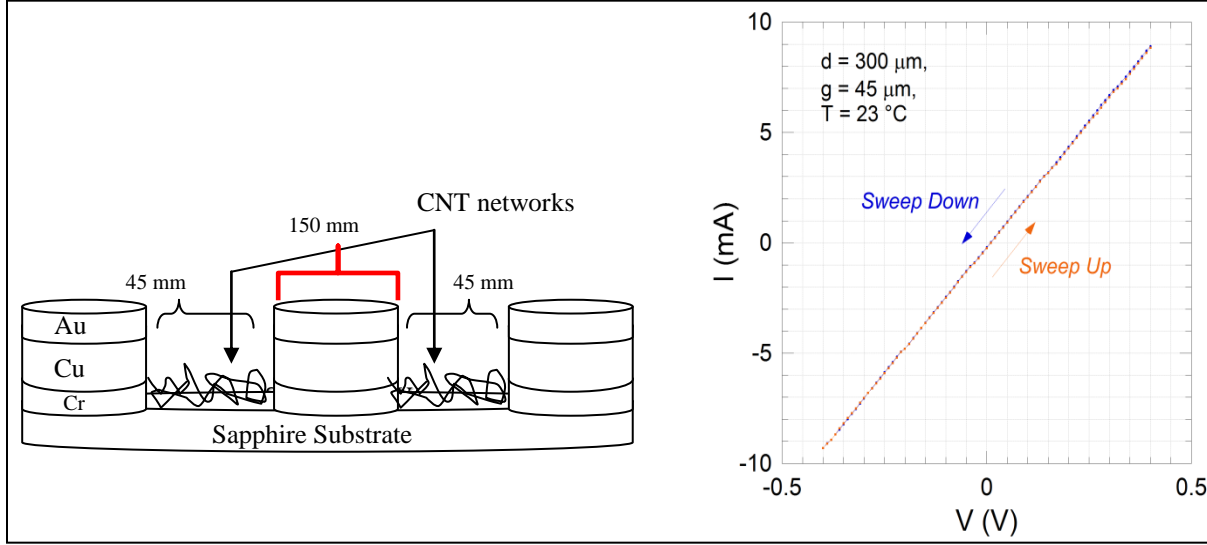 CNT networks
150 mm
45 mm
45 mm
Au
Cu
Cr
Sapphire Substrate
10
5
0
-5
-10
I (mA)
d = 300 μm,
g = 45 μm,
T = 23 °C
Sweep Down
Sweep Up
-0.5
0
0.5
V (V)